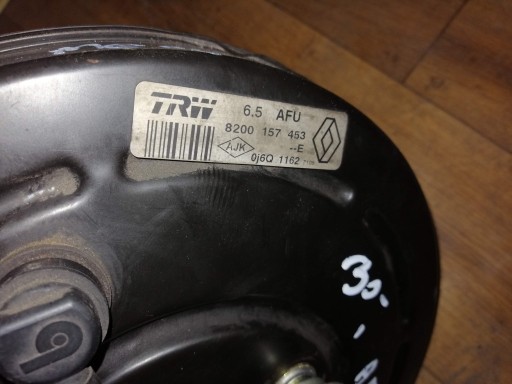 TRW 6.5 AFU
8200 157 453
AJK --E
0j6Q 1162
30,-